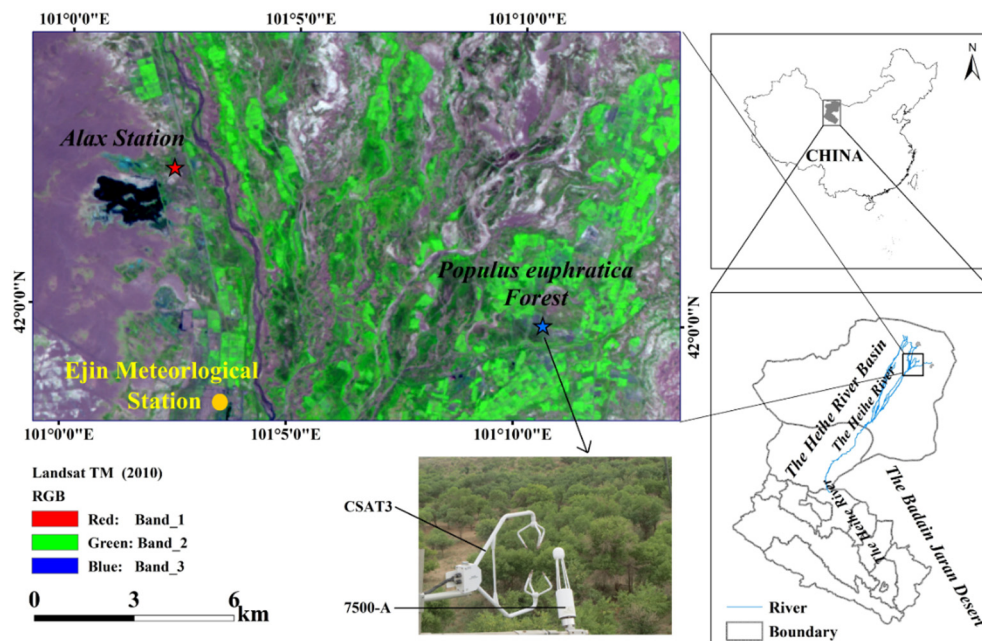 101°0'0"E
101°5'0"E
101°10'0"E
Alax Station
Populus euphratica
Forest
42°0'0"N
42°0'0"N
Ejin Meteorlogical
Station
101°0'0"E
101°5'0"E
101°10'0"E
Landsat TM (2010)
RGB
Red: Band_1
Green: Band_2
Blue: Band_3
0
3
6
km
CSAT3
7500-A
N
CHINA
The Heihe River Basin
The Heihe River
The Heihe River
The Badain Jaran Desert
River
Boundary